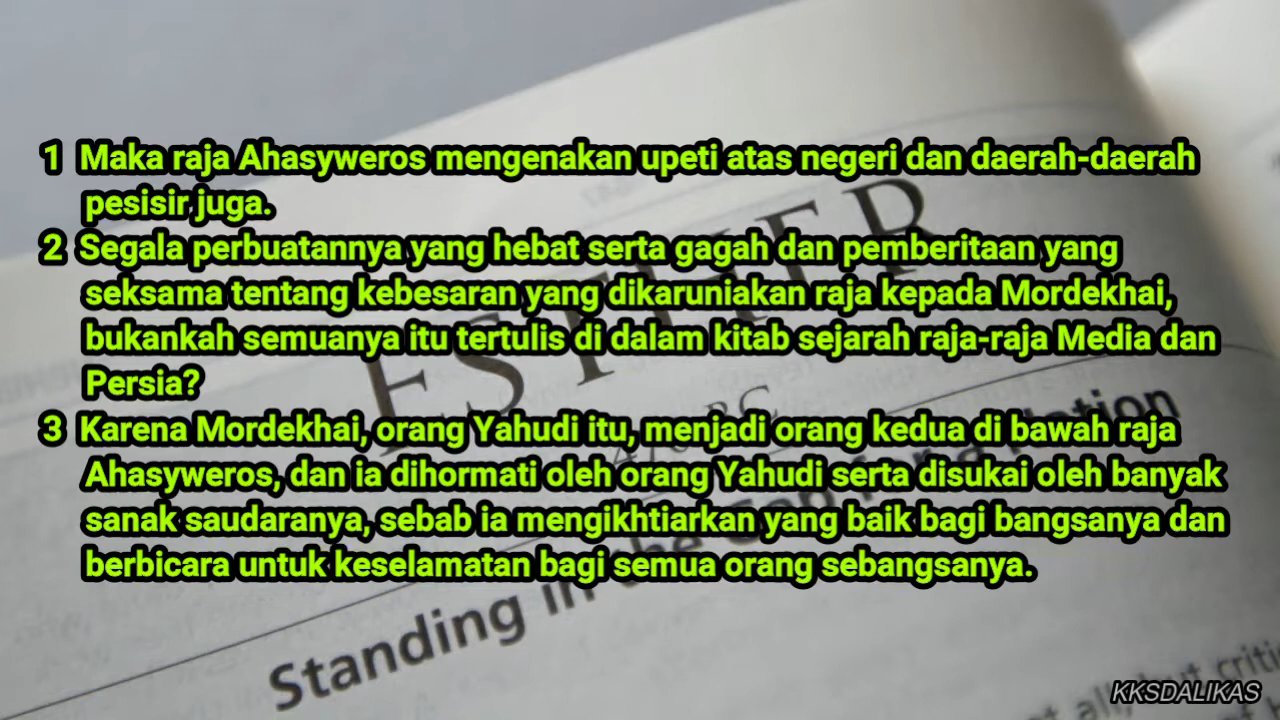 1 Maka raja Ahasyweros mengenakan upeti atas negeri dan daerah-daerah
pesisir juga.
2 Segala perbuatannya yang hebat serta gagah dan pemberitaan yang
seksama tentang kebesaran yang dikaruniakan raja kepada Mordekhai,
bukankah semuanya itu tertulis di dalam kitab sejarah raja-raja Media dan
Persia?
3 Karena Mordekhai, orang Yahudi itu, menjadi orang kedua di bawah raja
Ahasyweros, dan ia dihormati oleh orang Yahudi serta disukai oleh banyak
sanak saudaranya, sebab ia mengikhtiarkan yang baik bagi bangsanya dan
berbicara untuk keselamatan bagi semua orang sebangsanya.
ESTHER
Standing in the Gap for a Nation
KKSDALIKAS